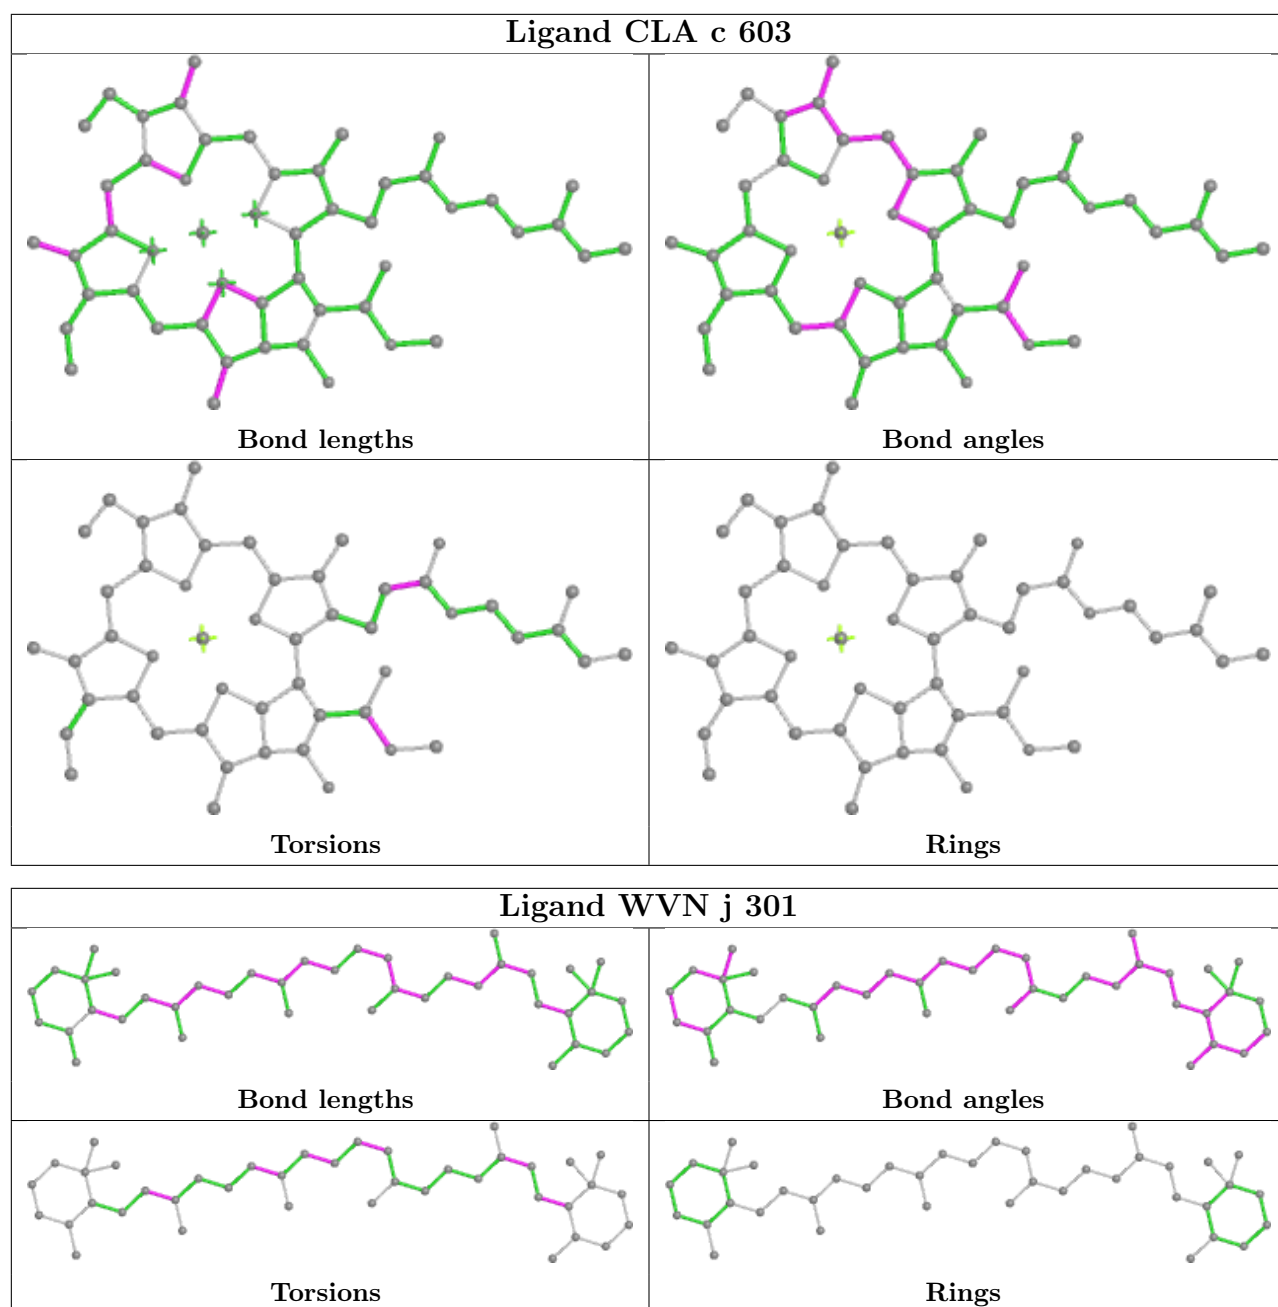 Ligand CLA c 603
Bond lengths
Bond angles
Torsions
Rings
Ligand WVN j 301
Bond lengths
Bond angles
Torsions
Rings